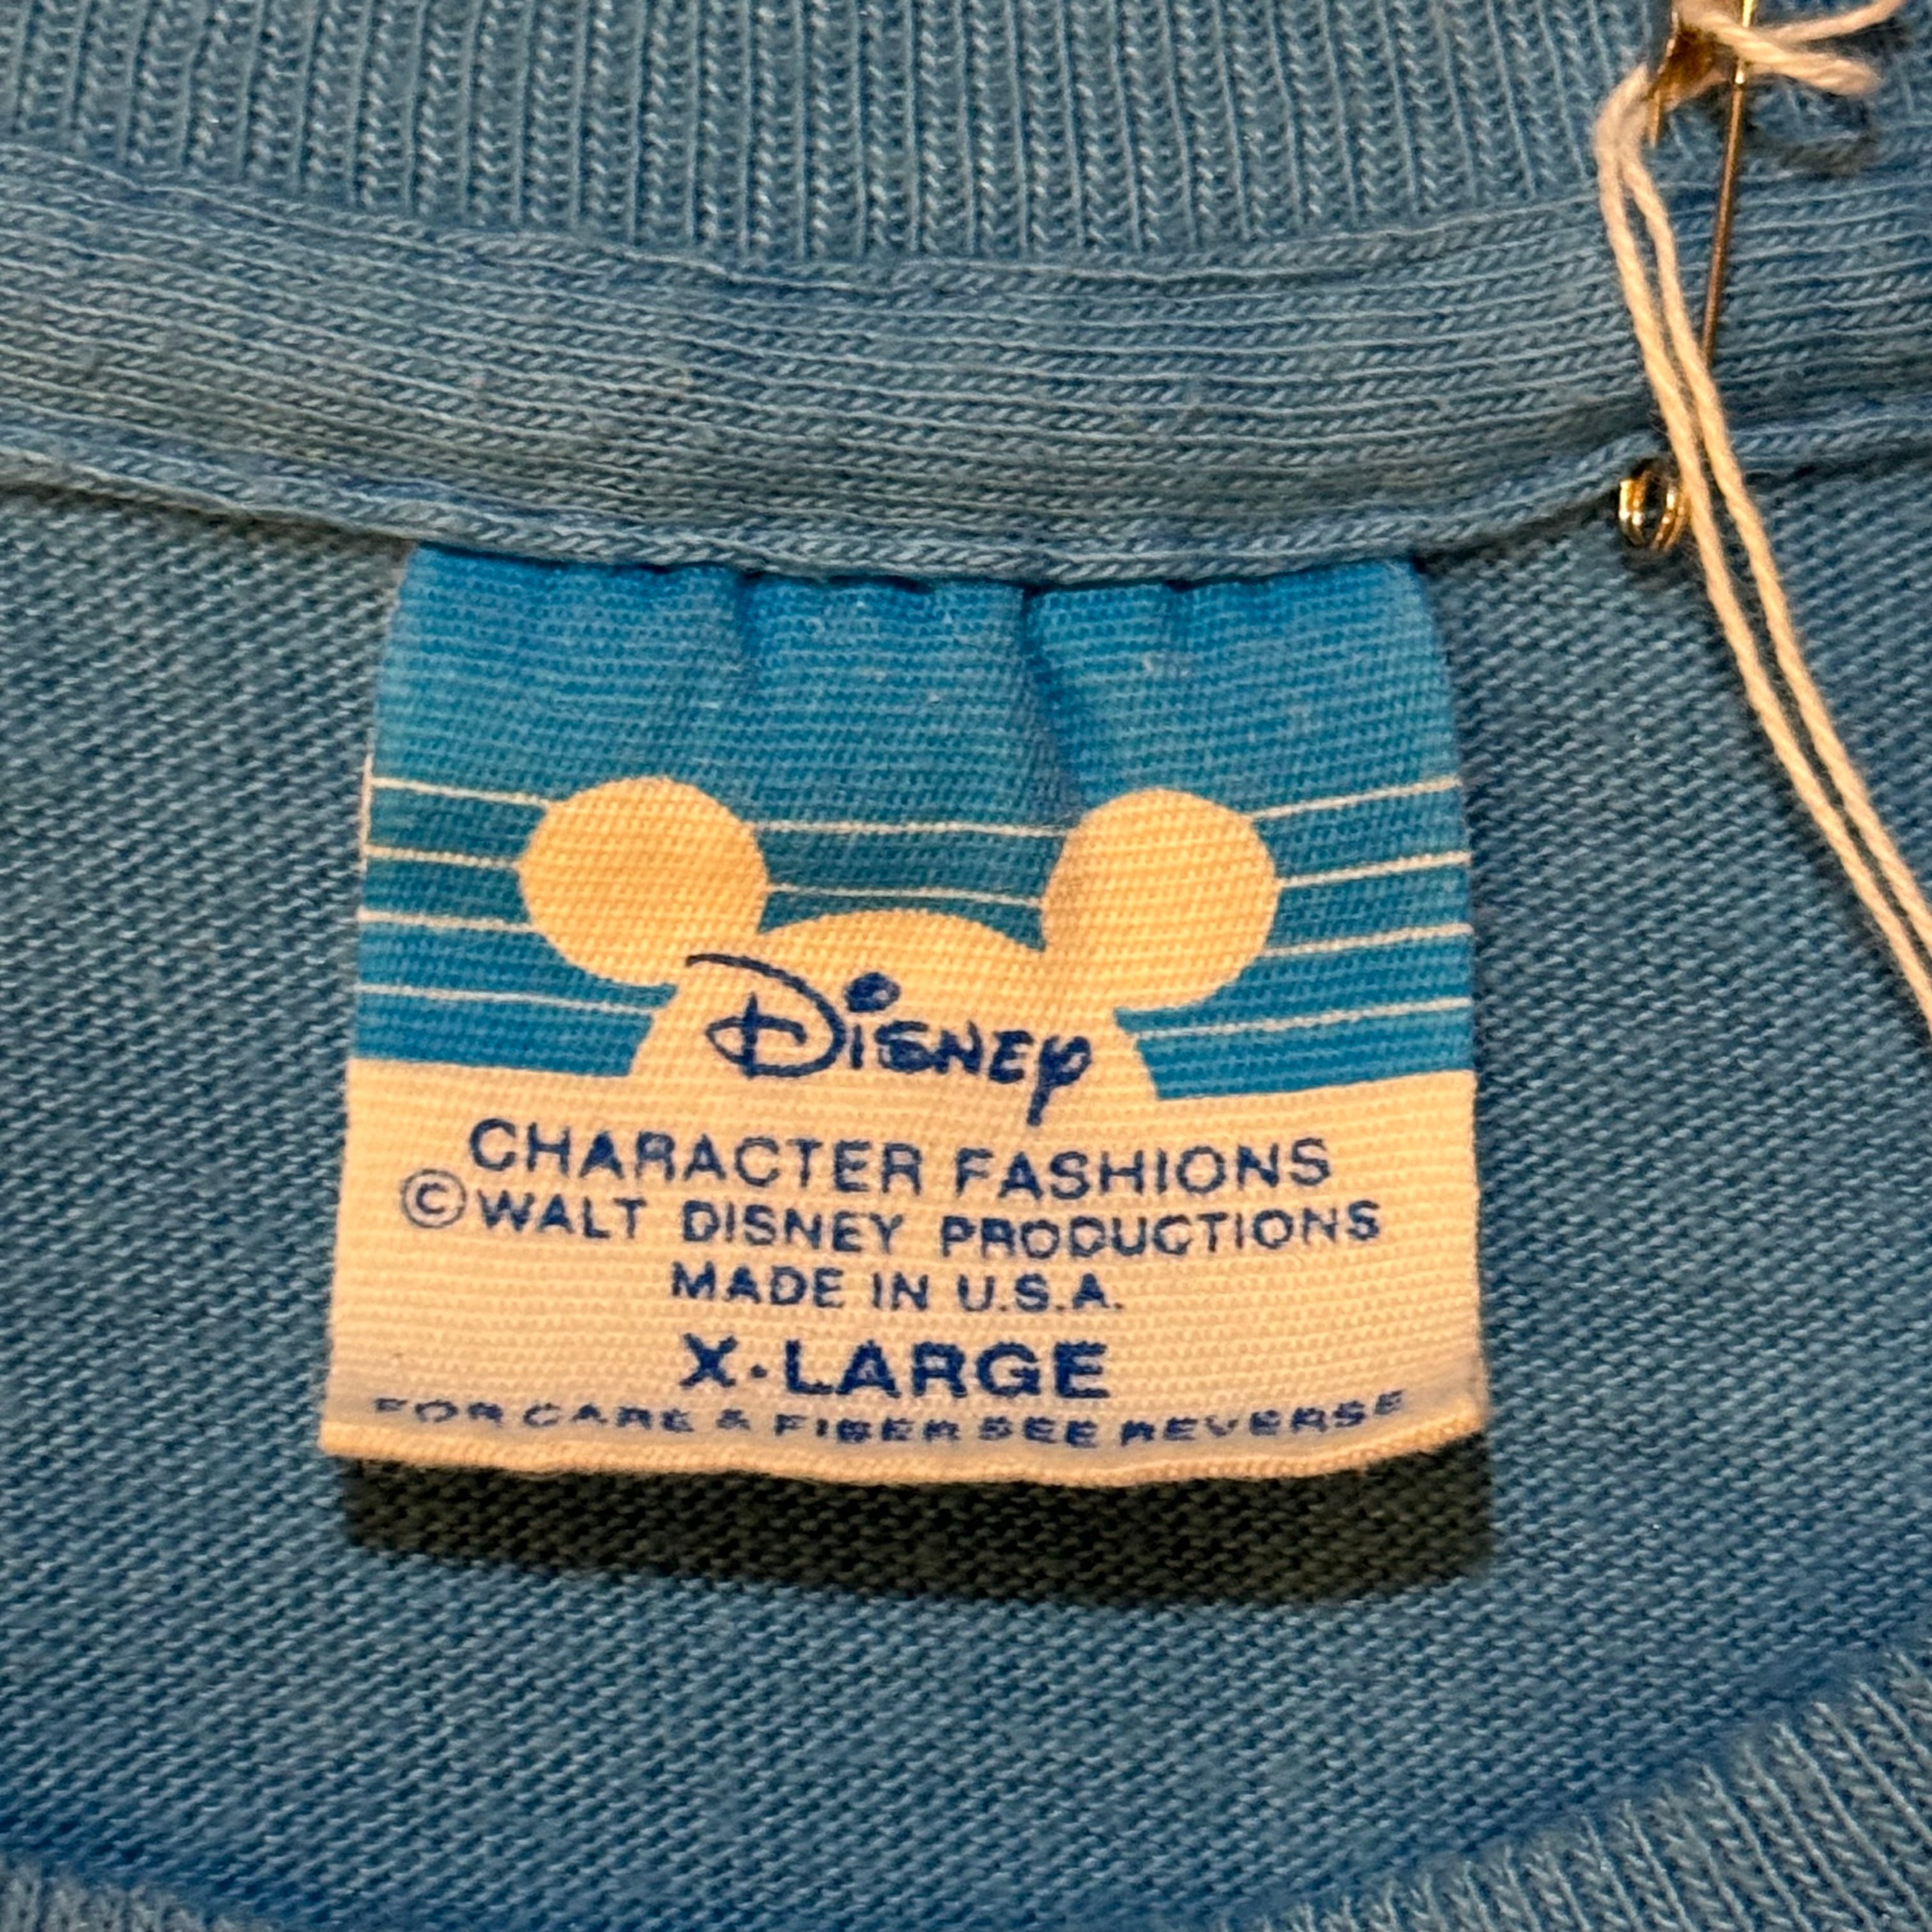 Disney
CHARACTER FASHIONS
©WALT DISNEY PRODUCTIONS
MADE IN U.S.A.
X-LARGE
FOR CARE & FIBER SEE REVERSE